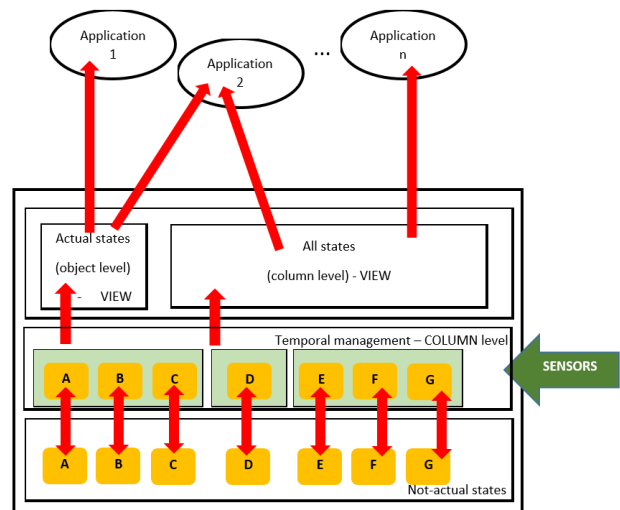 Application
1
Application
2
...
Application
n
Actual states
(object level)
- VIEW
All states
(column level) - VIEW
Temporal management – COLUMN level
A B C D E F G
SENSORS
A B C D E F G
Not-actual states